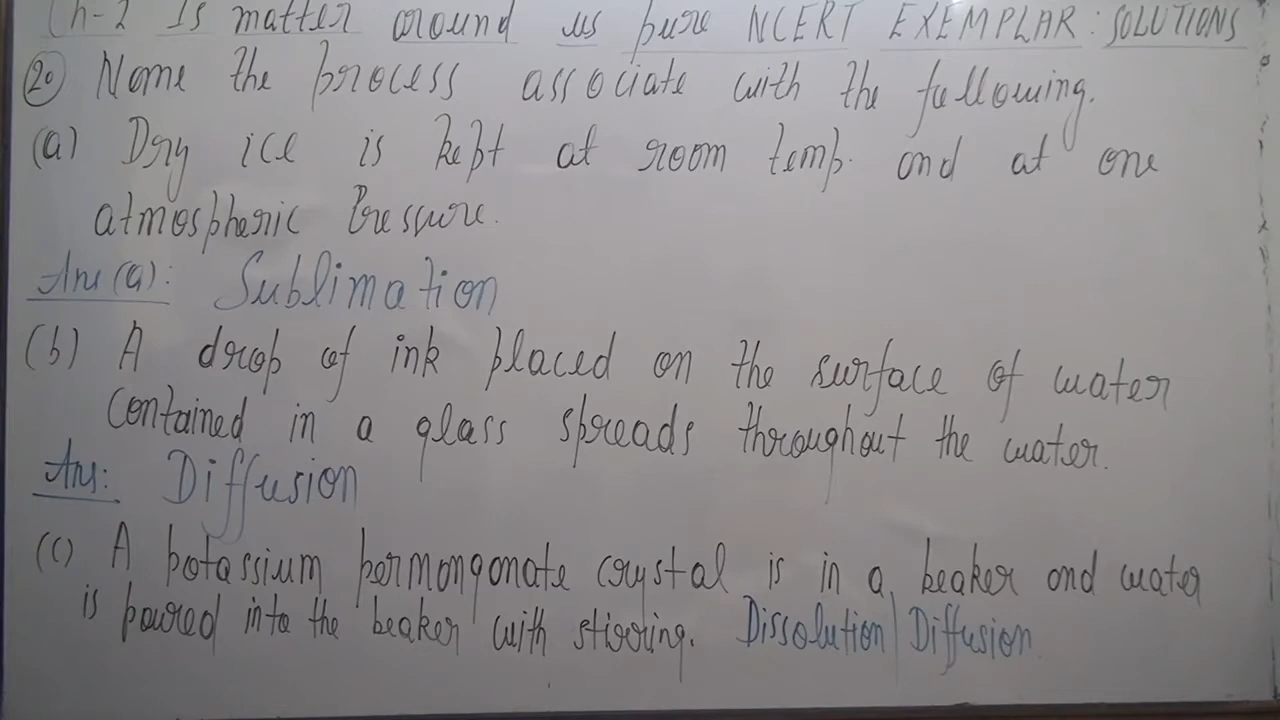 Ch-2 Is matter around us pure NCERT EXEMPLAR: SOLUTIONS
20 Name the process associate with the following.
(a) Dry ice is kept at room temp. and at one
atmospheric Pressure.
Ans(a): Sublimation
(b) A drop of ink placed on the surface of water
contained in a glass spreads throughout the water.
Ans: Diffusion
(c) A potassium permongonate crystal is in a beaker and water
is poured into the beaker with stirring. Dissolution/Diffusion